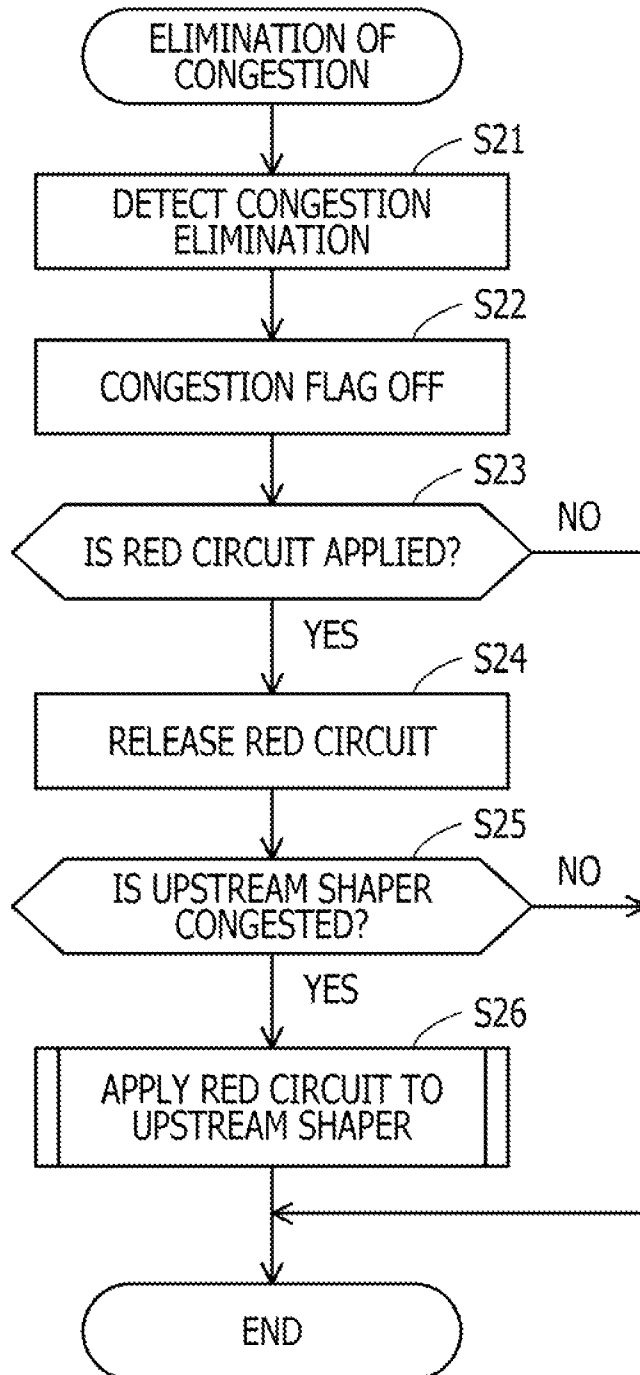 ELIMINATION OF
CONGESTION
S21
DETECT CONGESTION
ELIMINATION
S22
CONGESTION FLAG OFF
S23
IS RED CIRCUIT APPLIED?
NO
YES
S24
RELEASE RED CIRCUIT
S25
IS UPSTREAM SHAPER
CONGESTED?
NO
YES
S26
APPLY RED CIRCUIT TO
UPSTREAM SHAPER
END